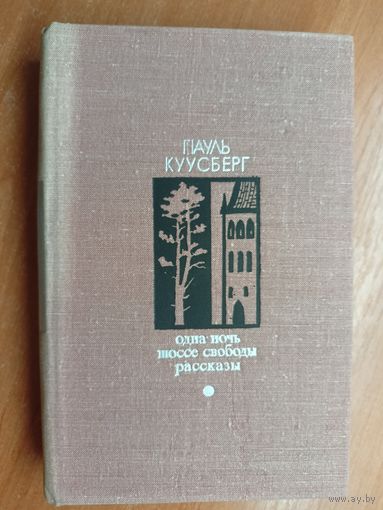 ПАУЛЬ
КУУСБЕРГ
одна ночь
шоссе свободы
рассказы
ay.by